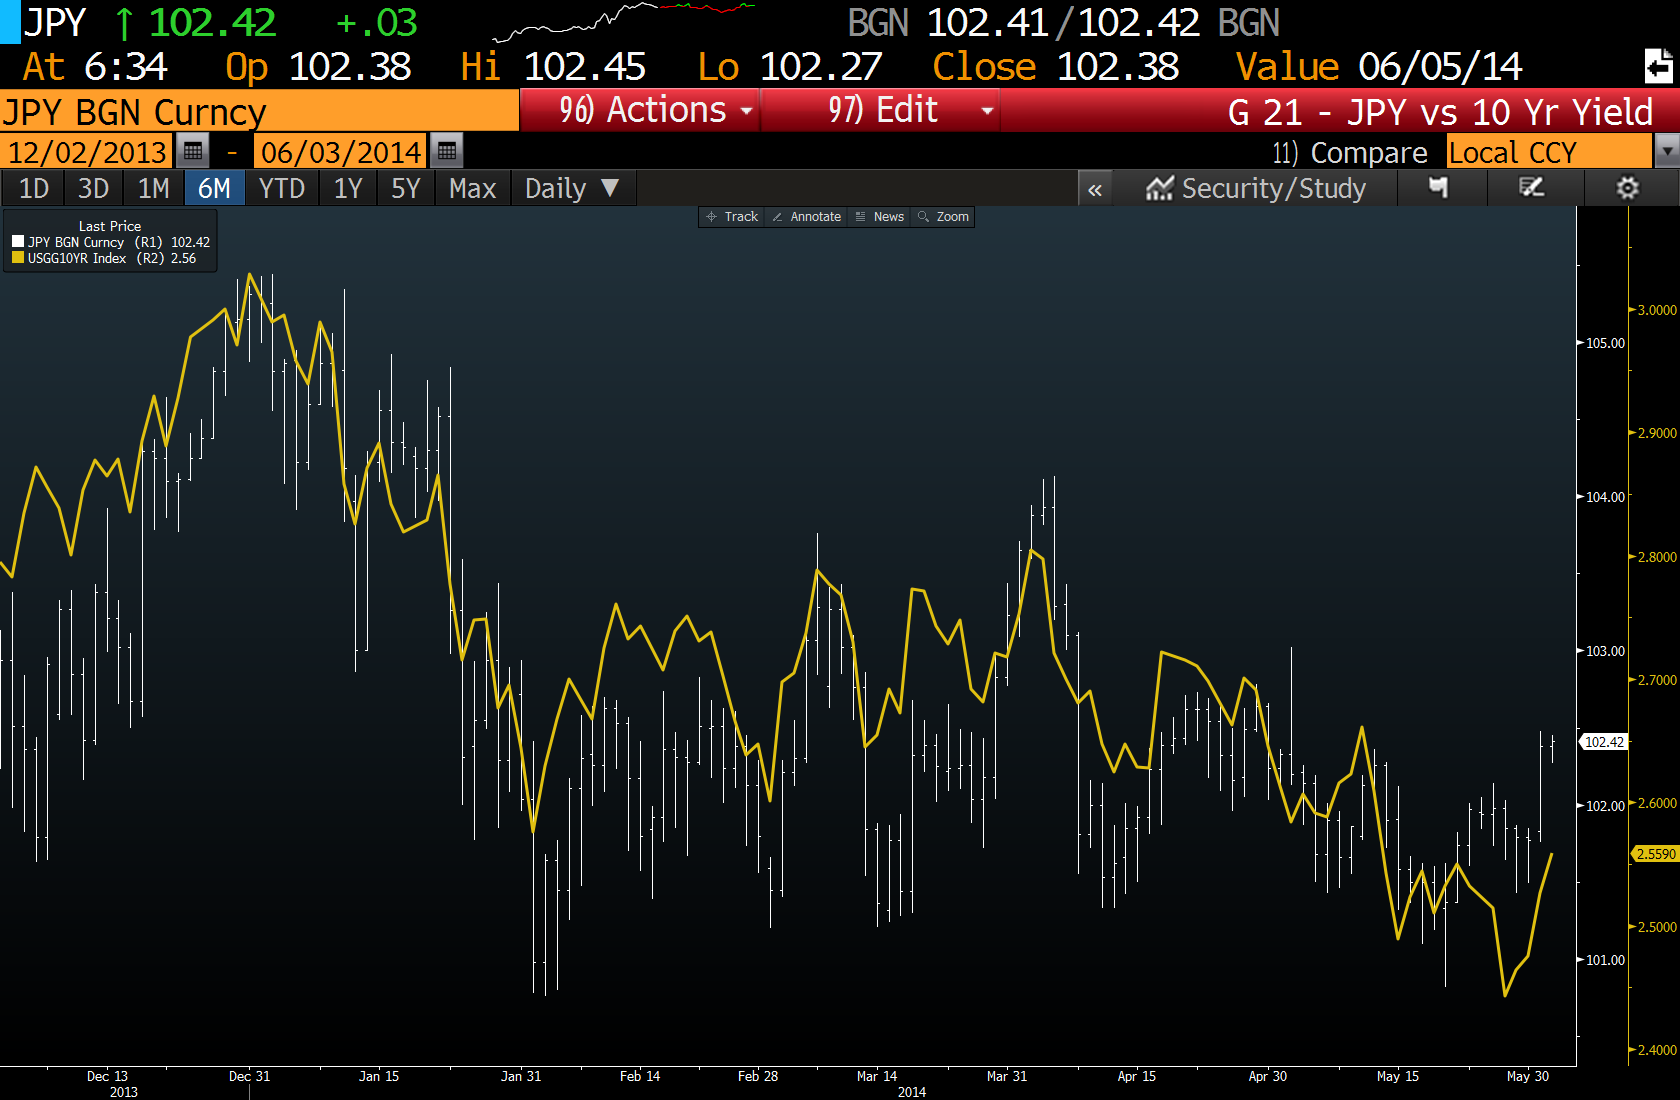 JPY ↑ 102.42 +.03 BGN 102.41/102.42 BGN
At 6:34 Op 102.38 Hi 102.45 Lo 102.27 Close 102.38 Value 06/05/14
JPY BGN Curncy 96) Actions 97) Edit G 21 - JPY vs 10 Yr Yield
12/02/2013 - 06/03/2014 11) Compare Local CCY
1D 3D 1M 6M YTD 1Y 5Y Max Daily ▼ « Security/Study
Track Annotate News Zoom
Last Price
JPY BGN Curncy (R1) 102.42
USGG10YR Index (R2) 2.56
3.0000
105.00
2.9000
104.00
2.8000
103.00
2.7000
102.42
102.00 2.6000
2.5590
2.5000
101.00
2.4000
Dec 13 Dec 31 Jan 15 Jan 31 Feb 14 Feb 28 Mar 14 Mar 31 Apr 15 Apr 30 May 15 May 30
2013 2014